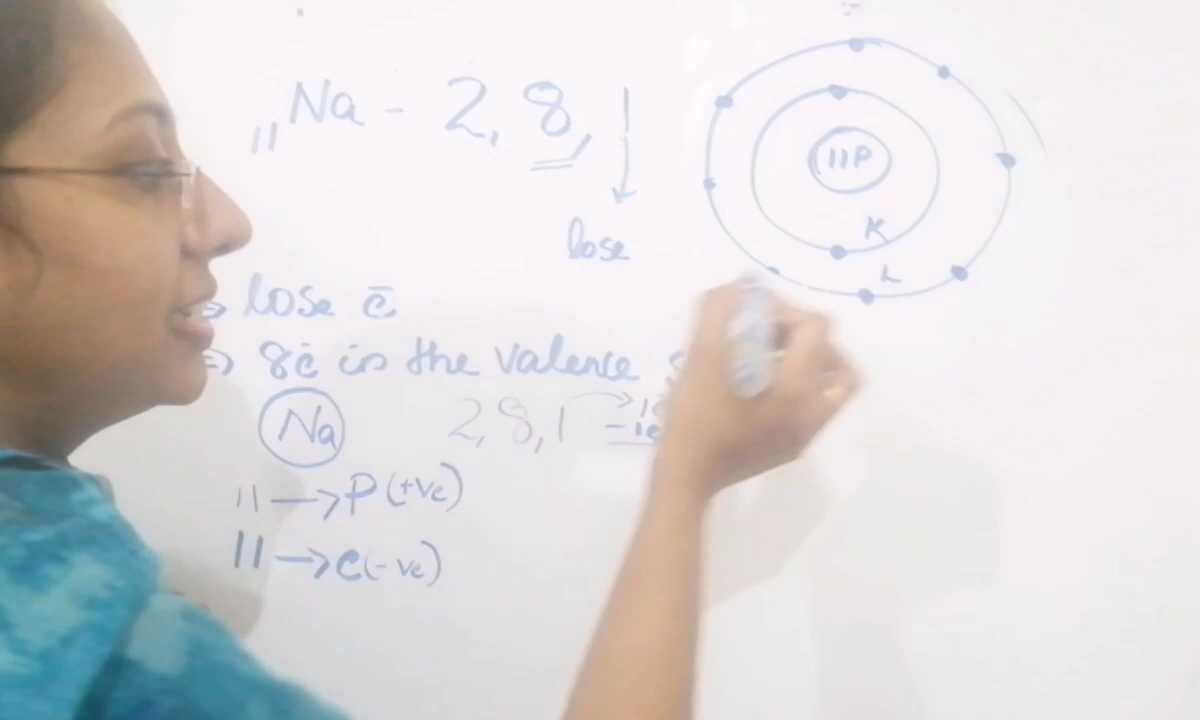 11Na - 2, 8, 1
lose
⇒ lose ē
⇒ 8ē in the valence
Na 2, 8, 1 →
11 → P (+ve)
11 → e (-ve)
11P
K
L